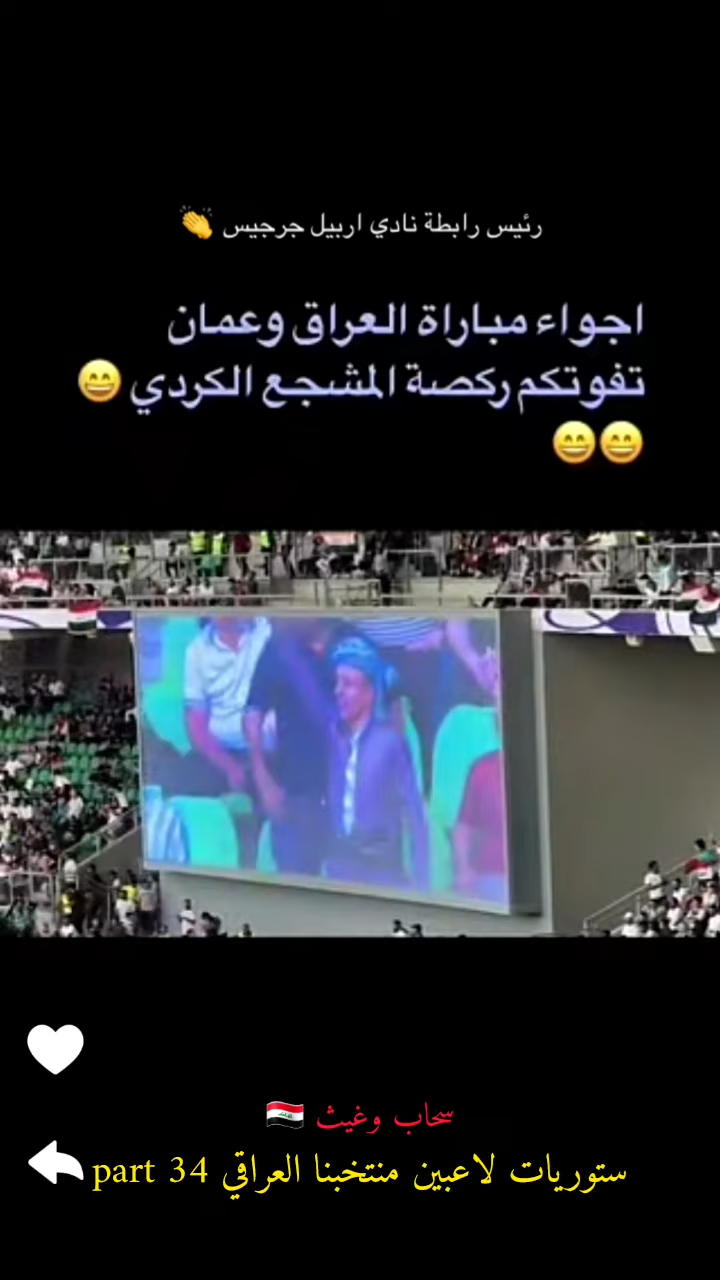 رئيس رابطة نادي اربيل جرجيس 👏
اجواء مباراة العراق وعمان
تفوتكم ركصة المشجع الكردي 😄
😄😄
سحاب وغيث 🇮🇶
ستوريات لاعبين منتخبنا العراقي part 34